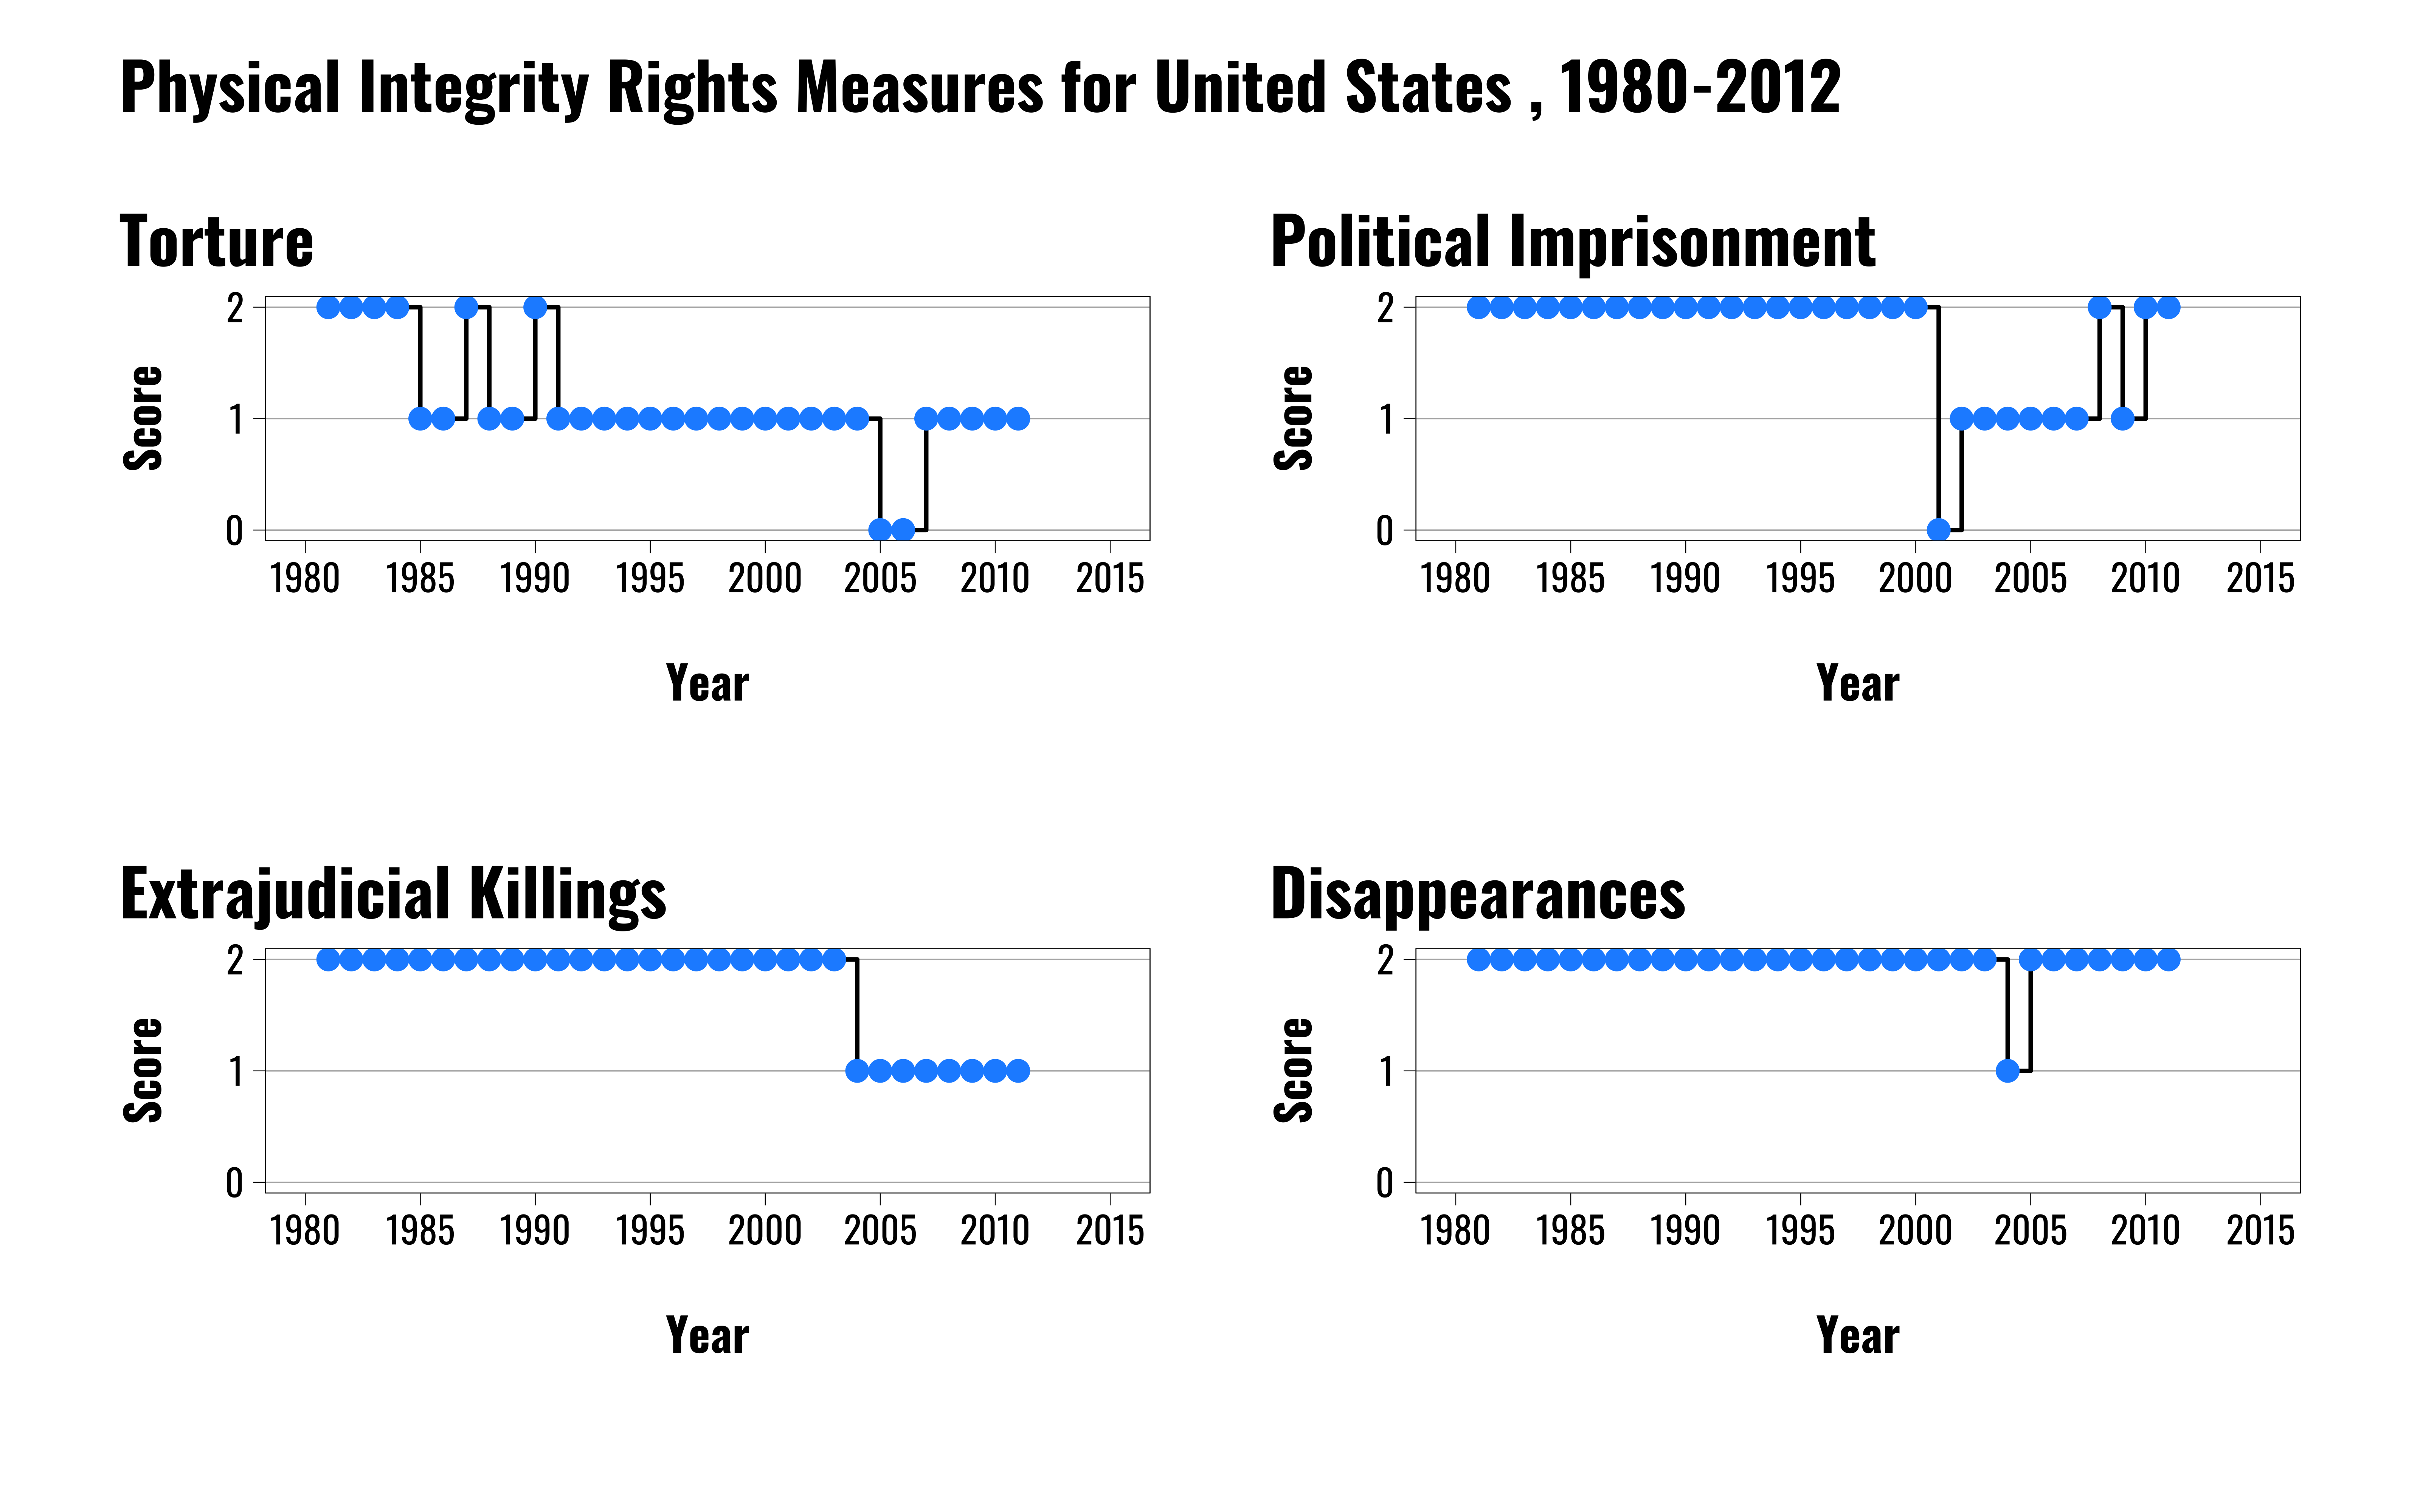 Physical Integrity Rights Measures for United States , 1980-2012
Torture
2
1
0
Score
1980 1985 1990 1995 2000 2005 2010 2015
Year
Political Imprisonment
2
1
0
Score
1980 1985 1990 1995 2000 2005 2010 2015
Year
Extrajudicial Killings
2
1
0
Score
1980 1985 1990 1995 2000 2005 2010 2015
Year
Disappearances
2
1
0
Score
1980 1985 1990 1995 2000 2005 2010 2015
Year